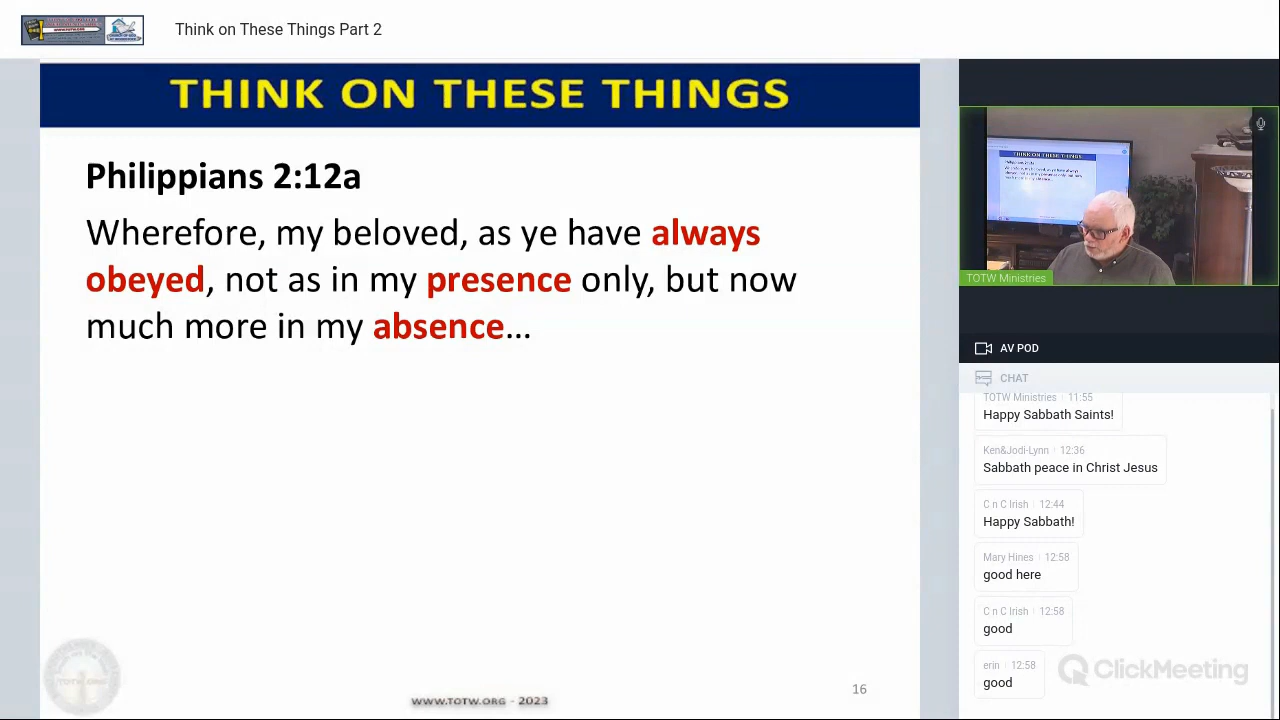 Think on These Things Part 2
THINK ON THESE THINGS
Philippians 2:12a
Wherefore, my beloved, as ye have always
obeyed, not as in my presence only, but now
much more in my absence...
WWW.TOTW.ORG - 2023
16
THINK ON THESE THINGS
TOTW Ministries
AV POD
CHAT
TOTW Ministries 11:55
Happy Sabbath Saints!
Ken&Jodi-Lynn 12:36
Sabbath peace in Christ Jesus
C n C Irish 12:44
Happy Sabbath!
Mary Hines 12:58
good here
C n C Irish 12:58
good
erin 12:58
good
ClickMeeting